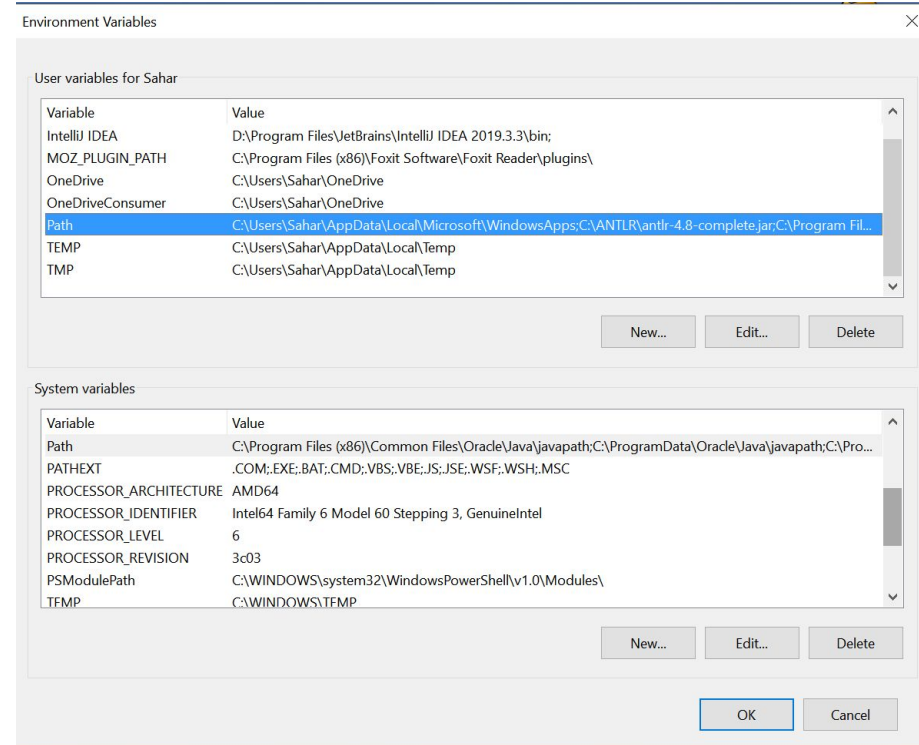 Environment Variables
User variables for Sahar
Variable Value
IntelliJ IDEA D:\Program Files\JetBrains\IntelliJ IDEA 2019.3.3\bin;
MOZ_PLUGIN_PATH C:\Program Files (x86)\Foxit Software\Foxit Reader\plugins\
OneDrive C:\Users\Sahar\OneDrive
OneDriveConsumer C:\Users\Sahar\OneDrive
Path C:\Users\Sahar\AppData\Local\Microsoft\WindowsApps;C:\ANTLR\antlr-4.8-complete.jar;C:\Program Fil...
TEMP C:\Users\Sahar\AppData\Local\Temp
TMP C:\Users\Sahar\AppData\Local\Temp
New... Edit... Delete
System variables
Variable Value
Path C:\Program Files (x86)\Common Files\Oracle\Java\javapath;C:\ProgramData\Oracle\Java\javapath;C:\Pro...
PATHEXT .COM;.EXE;.BAT;.CMD;.VBS;.VBE;.JS;.JSE;.WSF;.WSH;.MSC
PROCESSOR_ARCHITECTURE AMD64
PROCESSOR_IDENTIFIER Intel64 Family 6 Model 60 Stepping 3, GenuineIntel
PROCESSOR_LEVEL 6
PROCESSOR_REVISION 3c03
PSModulePath C:\WINDOWS\system32\WindowsPowerShell\v1.0\Modules\
TEMP C:\WINDOWS\TEMP
New... Edit... Delete
OK Cancel